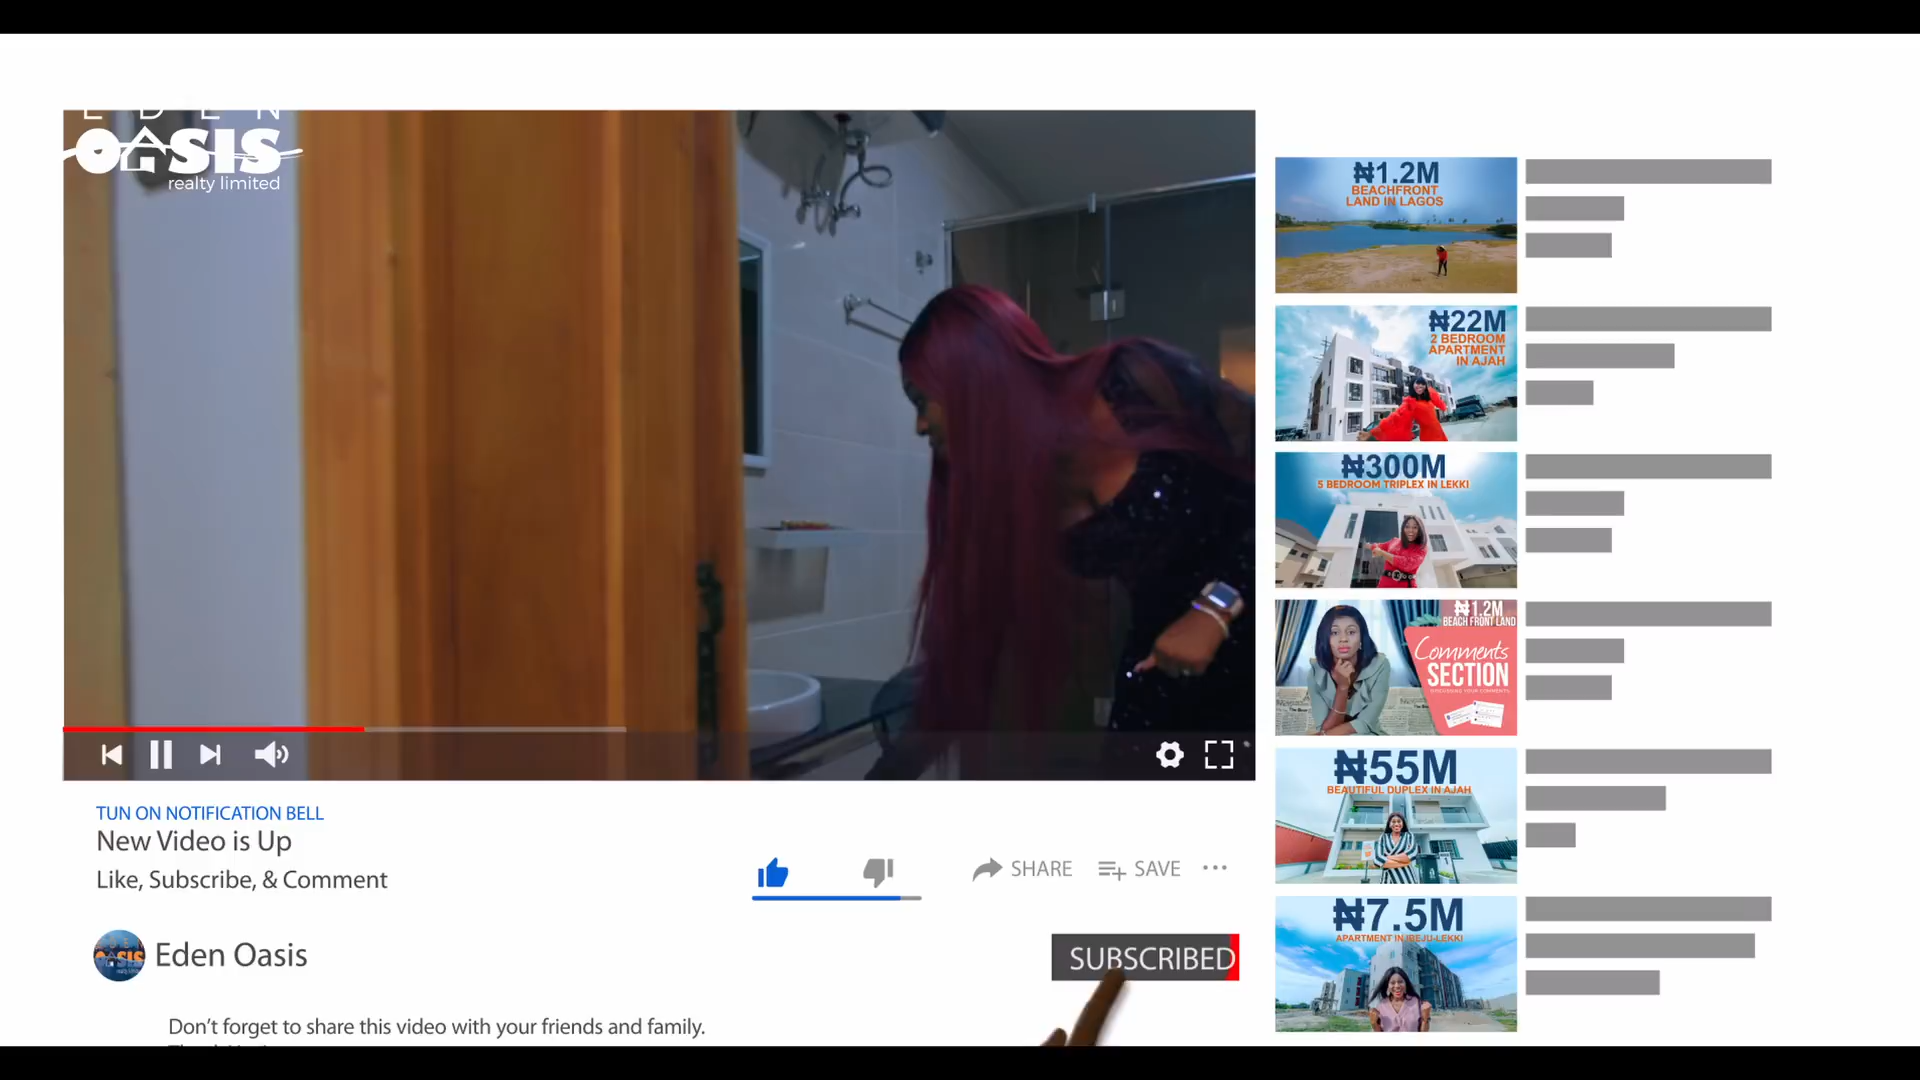 EDEN
OASIS
realty limited
TUN ON NOTIFICATION BELL
New Video is Up
Like, Subscribe, & Comment
SHARE
SAVE
Eden Oasis
SUBSCRIBED
Don't forget to share this video with your friends and family.
₦1.2M
BEACHFRONT
LAND IN LAGOS
₦22M
2 BEDROOM
APARTMENT
IN AJAH
₦300M
5 BEDROOM TRIPLEX IN LEKKI
₦1.2M
BEACH FRONT LAND
Comments
SECTION
₦55M
BEAUTIFUL DUPLEX IN AJAH
₦7.5M
APARTMENT IN IBEJU-LEKKI